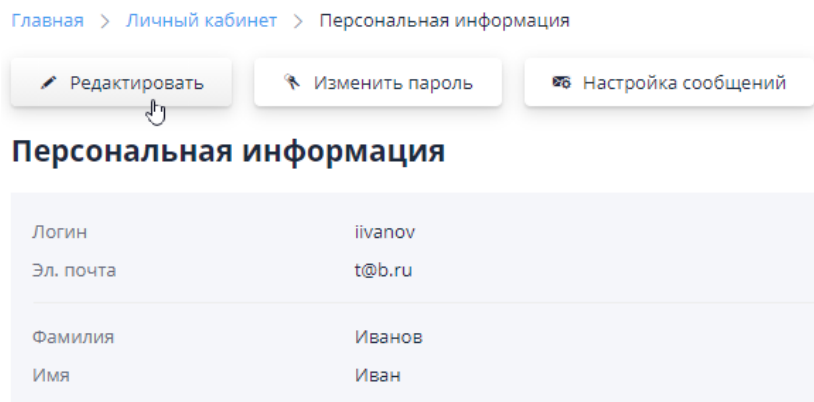 Главная > Личный кабинет > Персональная информация
Редактировать Изменить пароль Настройка сообщений
Персональная информация
Логин iivanov
Эл. почта t@b.ru
Фамилия Иванов
Имя Иван